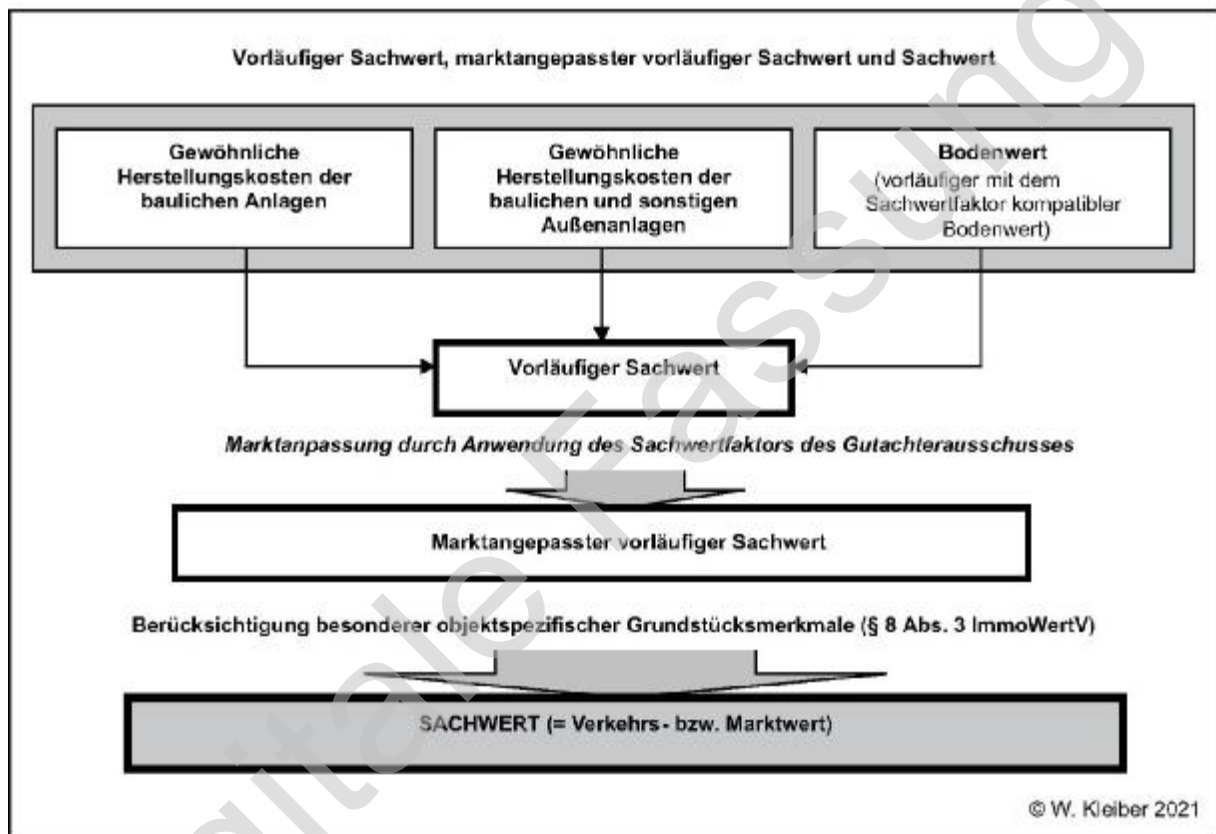 Vorläufiger Sachwert, marktangepasster vorläufiger Sachwert und Sachwert
Gewöhnliche
Herstellungskosten der
baulichen Anlagen
Gewöhnliche
Herstellungskosten der
baulichen und sonstigen
Außenanlagen
Bodenwert
(vorläufiger mit dem
Sachwertfaktor kompatibler
Bodenwert)
Vorläufiger Sachwert
Marktanpassung durch Anwendung des Sachwertfaktors des Gutachterausschusses
Marktangepasster vorläufiger Sachwert
Berücksichtigung besonderer objektspezifischer Grundstücksmerkmale (§ 8 Abs. 3 ImmoWertV)
SACHWERT (= Verkehrs- bzw. Marktwert)
© W. Kleiber 2021
gitale Fassung